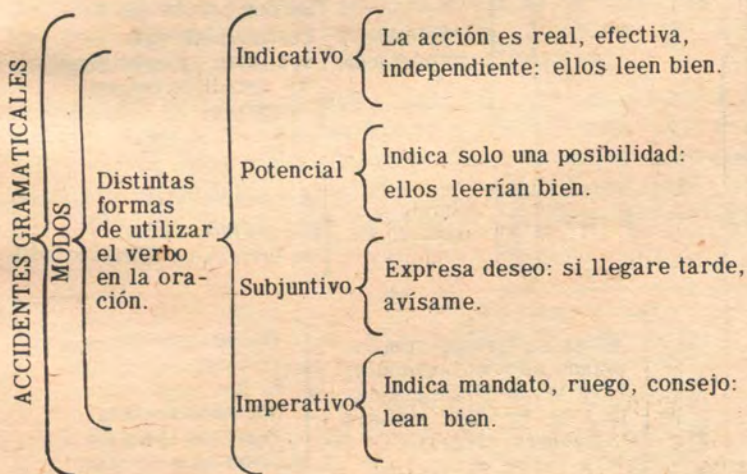 ACCIDENTES GRAMATICALES
MODOS
Distintas
formas
de utilizar
el verbo
en la ora-
ción.
Indicativo
La acción es real, efectiva,
independiente: ellos leen bien.
Potencial
Indica solo una posibilidad:
ellos leerían bien.
Subjuntivo
Expresa deseo: si llegare tarde,
avísame.
Imperativo
Indica mandato, ruego, consejo:
lean bien.